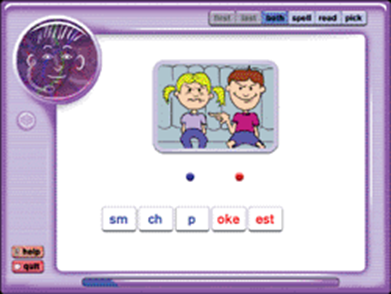 first last both spell read pick
sm ch p oke est
help
quit